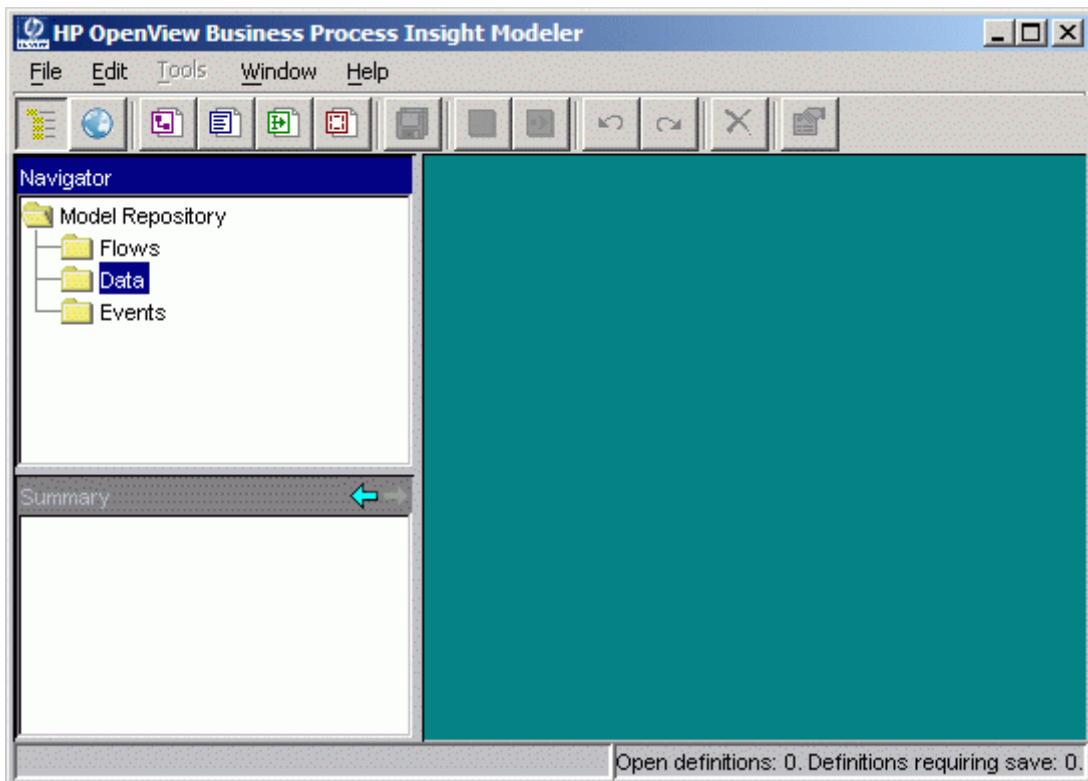 HP OpenView Business Process Insight Modeler
File Edit Tools Window Help
Navigator
Model Repository
Flows
Data
Events
Summary
Open definitions: 0. Definitions requiring save: 0.